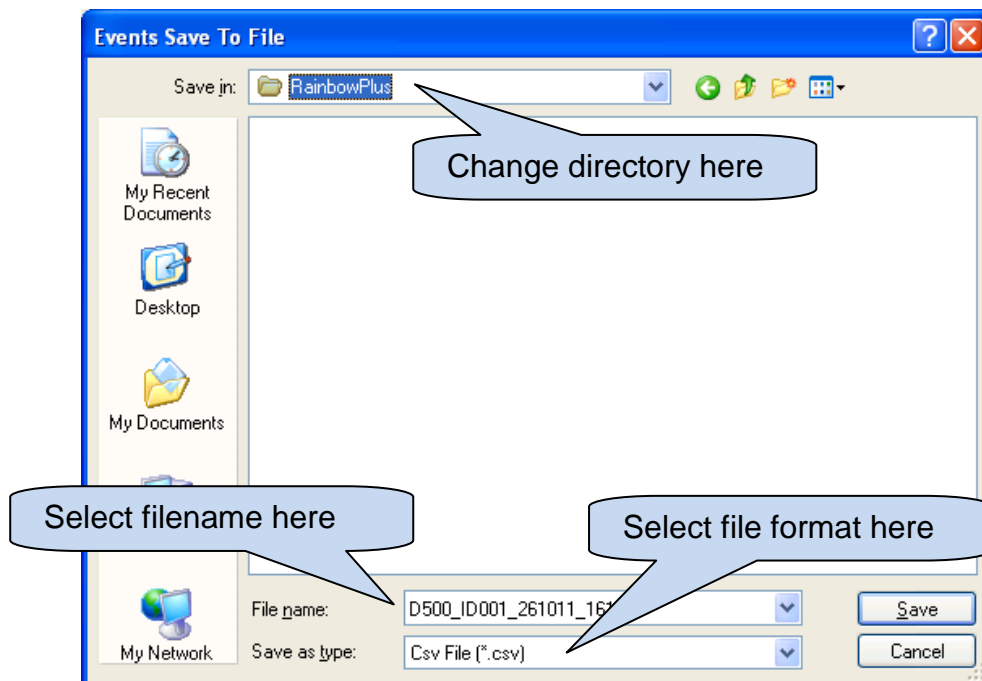 Events Save To File
Save in:
RainbowPlus
Change directory here
My Recent
Documents
Desktop
My Documents
Select filename here
Select file format here
File name:
D500_ID001_261011_161
Save as type:
Csv File (*.csv)
My Network
Save
Cancel